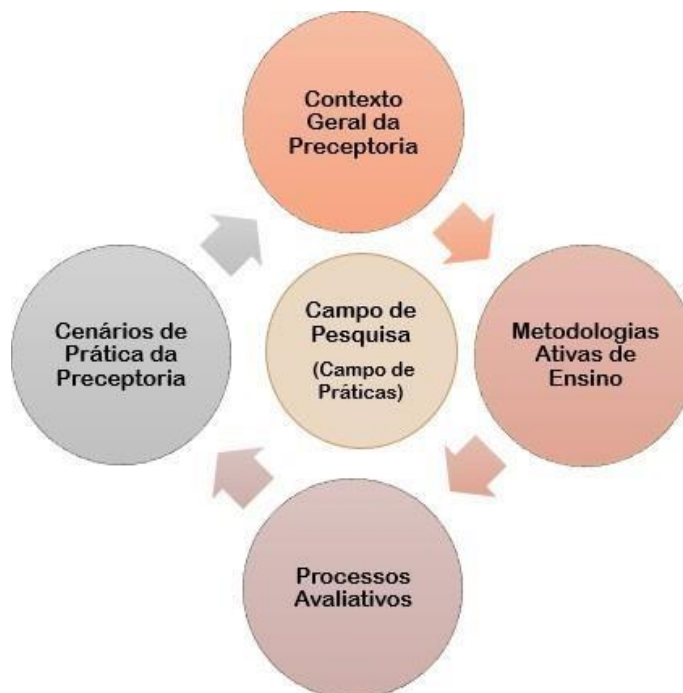 Contexto
Geral da
Preceptoria
Metodologias
Ativas de
Ensino
Processos
Avaliativos
Cenários de
Prática da
Preceptoria
Campo de
Pesquisa
(Campo de
Práticas)